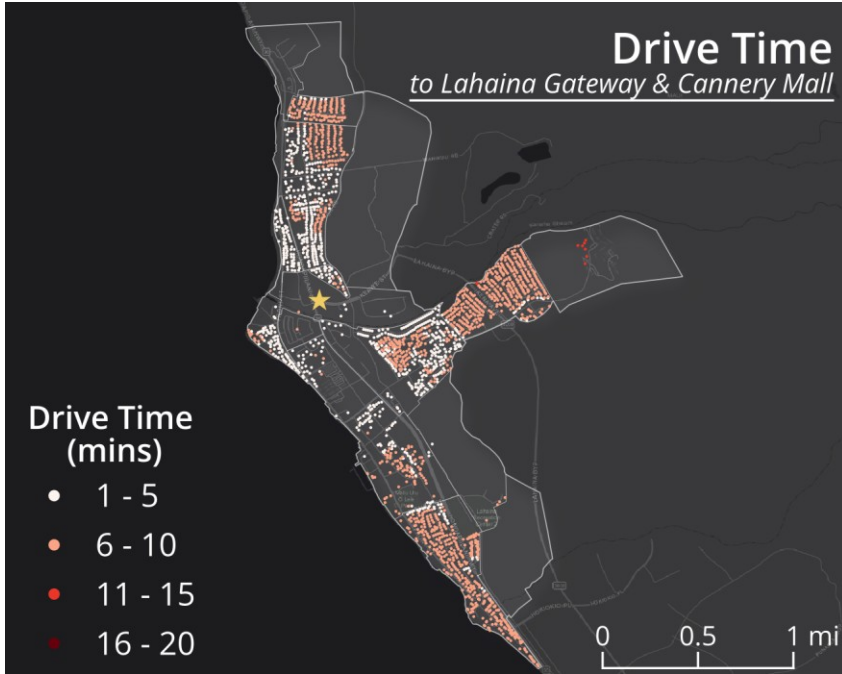 Drive Time
to Lahaina Gateway & Cannery Mall
Drive Time
(mins)
1 - 5
6 - 10
11 - 15
16 - 20
0 0.5 1 mi